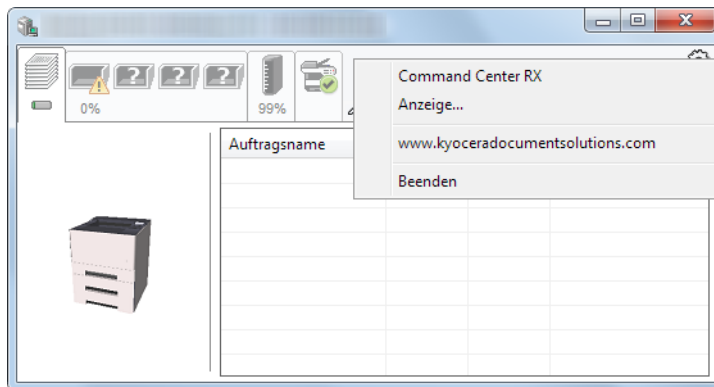 0%
99%
Command Center RX
Anzeige...
www.kyoceradocumentsolutions.com
Beenden
Auftragsname